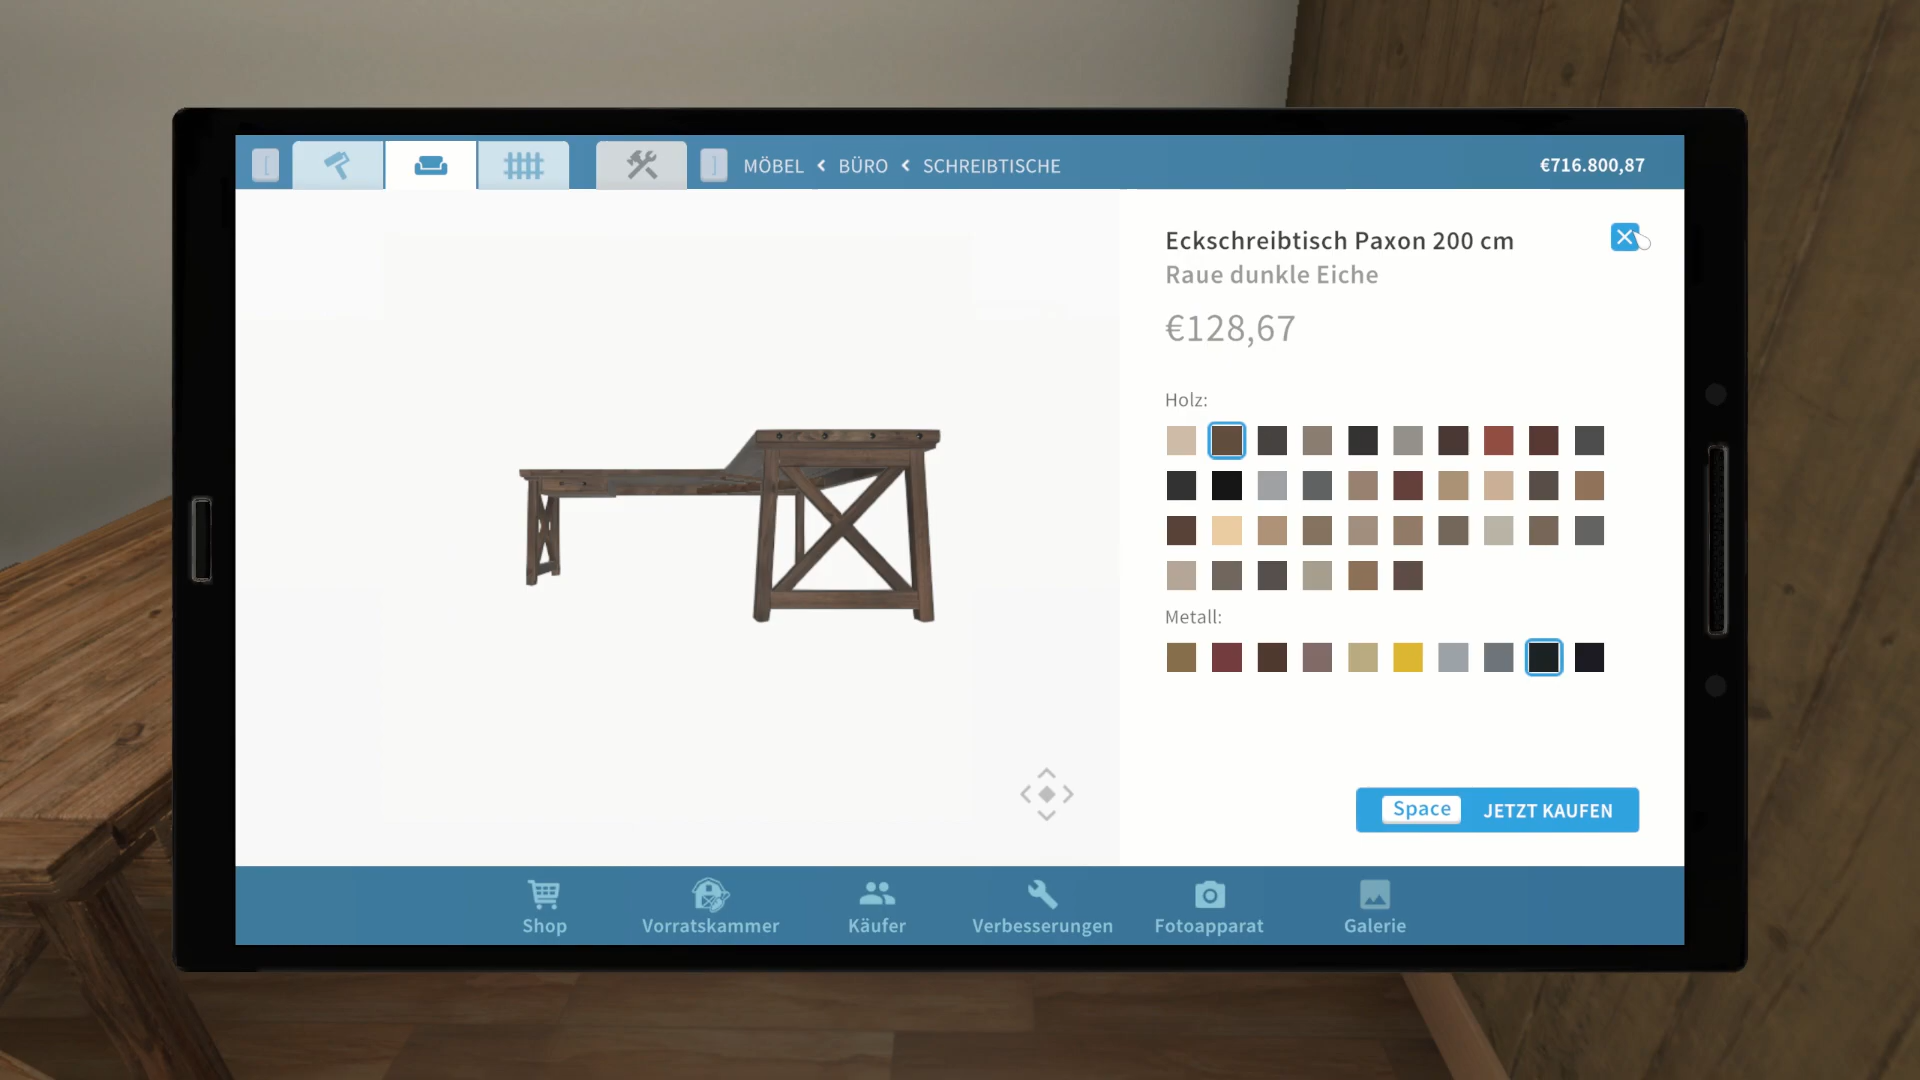 [
]
MÖBEL < BÜRO < SCHREIBTISCHE
€716.800,87
Eckschreibtisch Paxon 200 cm
Raue dunkle Eiche
€128,67
Holz:
Metall:
Space JETZT KAUFEN
Shop
Vorratskammer
Käufer
Verbesserungen
Fotoapparat
Galerie